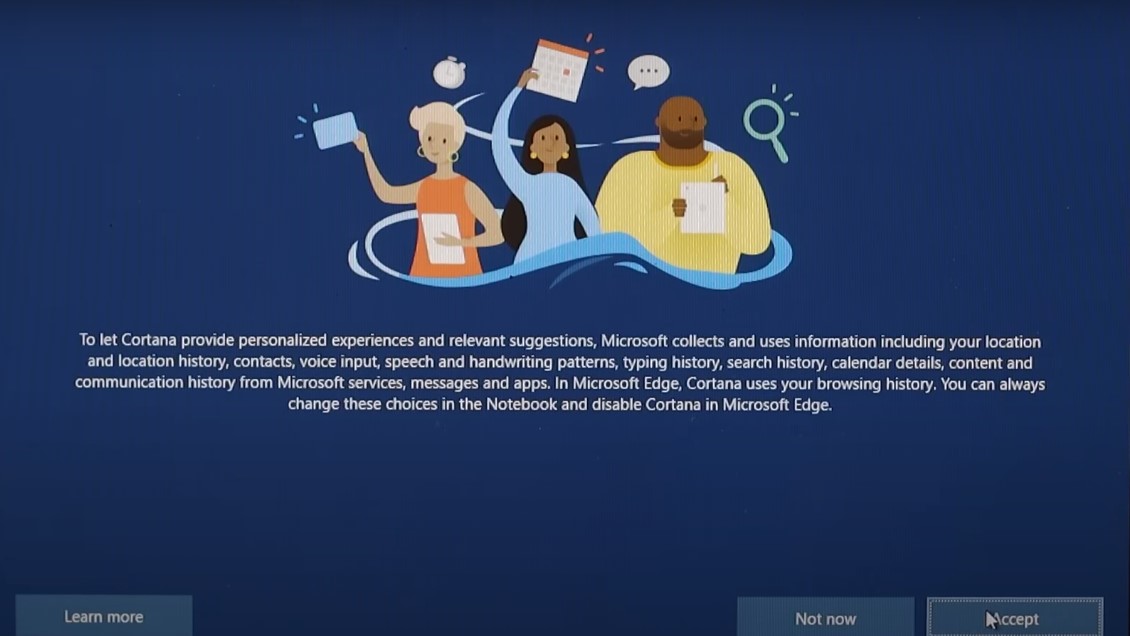 To let Cortana provide personalized experiences and relevant suggestions, Microsoft collects and uses information including your location
and location history, contacts, voice input, speech and handwriting patterns, typing history, search history, calendar details, content and
communication history from Microsoft services, messages and apps. In Microsoft Edge, Cortana uses your browsing history. You can always
change these choices in the Notebook and disable Cortana in Microsoft Edge.
Learn more
Not now
Accept